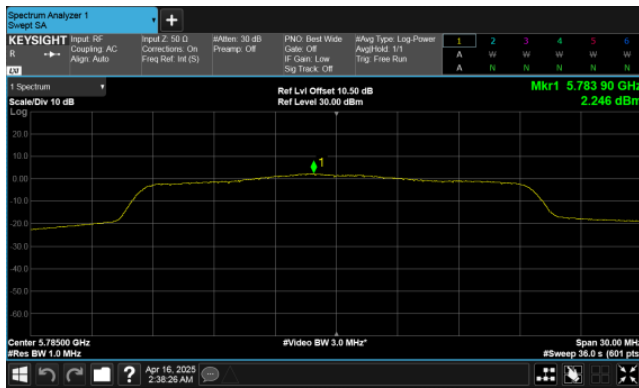 Spectrum Analyzer 1
Swept SA
+
KEYSIGHT Input: RF Input Z: 50 Ω #Atten: 30 dB PNO: Best Wide #Avg Type: Log-Power 1 2 3 4 5 6
R Coupling: AC Corrections: On Preamp: Off Gate: Off Avg|Hold: 1/1 A W W W W W
Align: Auto Freq Ref: Int (S) IF Gain: Low Trig: Free Run A N N N N N
Sig Track: Off
LXI
1 Spectrum Ref Lvl Offset 10.50 dB Mkr1 5.783 90 GHz
Scale/Div 10 dB Ref Level 30.00 dBm 2.246 dBm
Log
20.0
10.0
0.00
1
-10.0
-20.0
-30.0
-40.0
-50.0
-60.0
Center 5.78500 GHz #Video BW 3.0 MHz* Span 30.00 MHz
#Res BW 1.0 MHz #Sweep 36.0 s (601 pts)
? Apr 16, 2025
2:38:26 AM